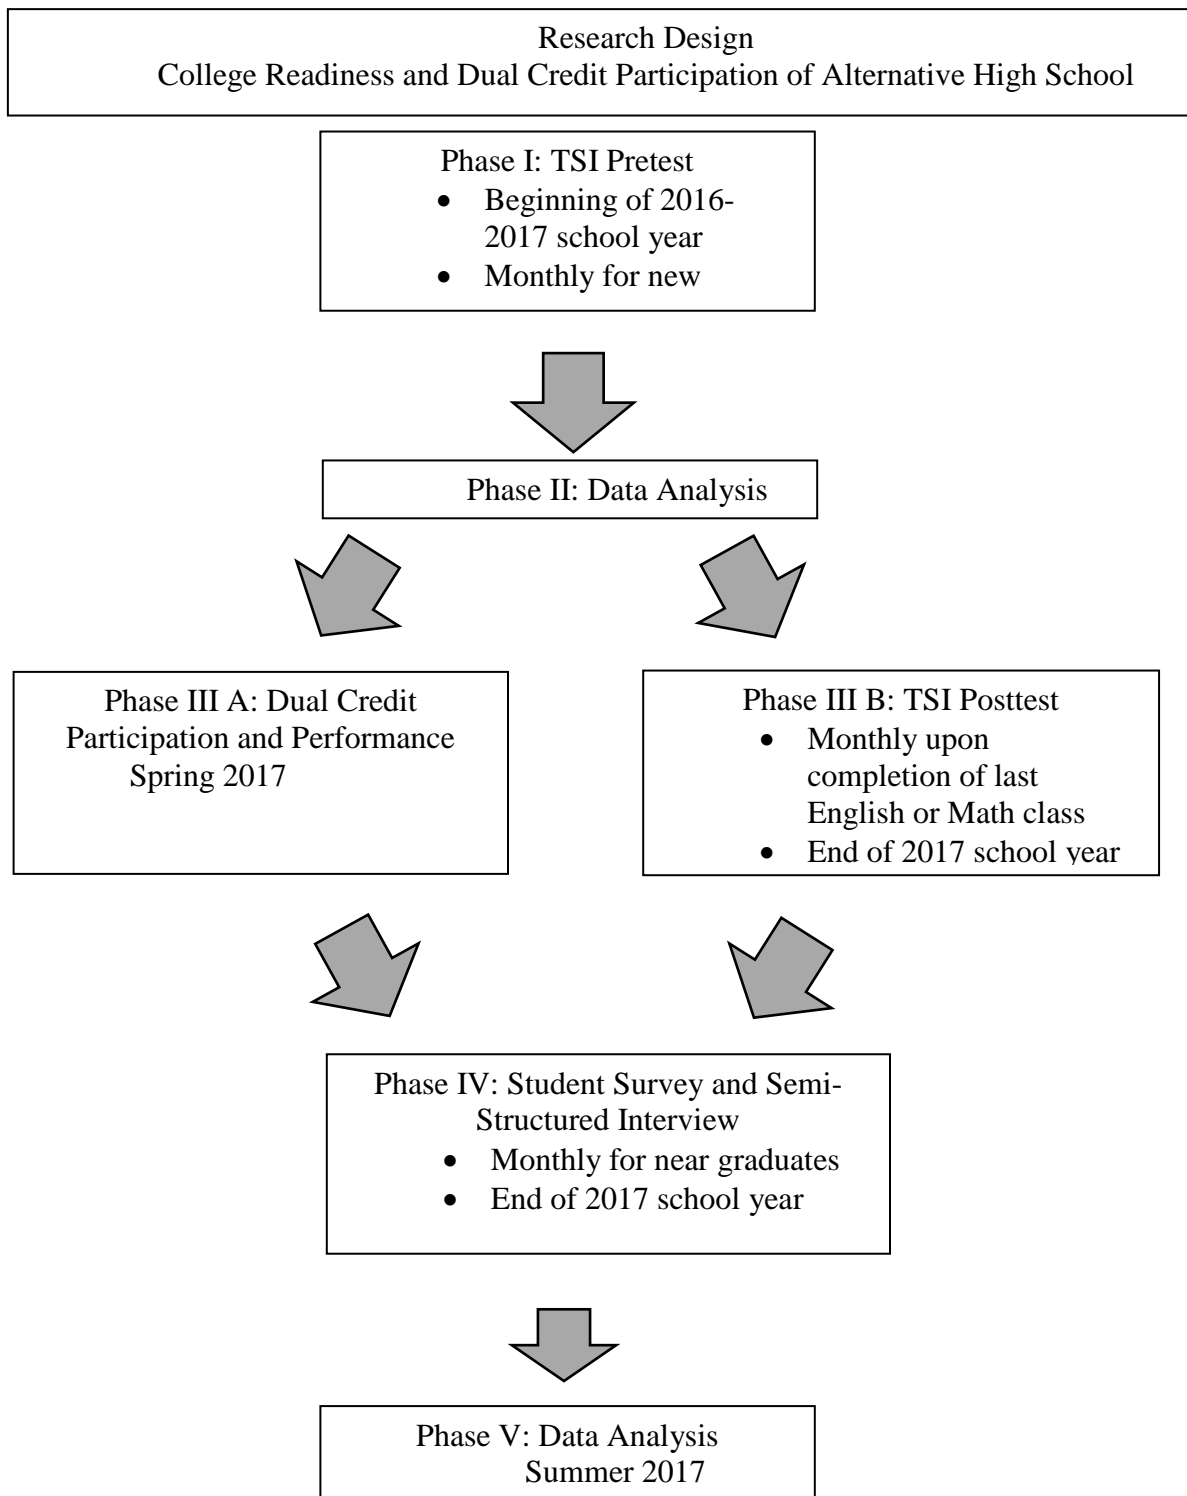 Research Design
College Readiness and Dual Credit Participation of Alternative High School
Phase I: TSI Pretest
• Beginning of 2016-
2017 school year
• Monthly for new
Phase II: Data Analysis
Phase III A: Dual Credit
Participation and Performance
Spring 2017
Phase III B: TSI Posttest
• Monthly upon
completion of last
English or Math class
• End of 2017 school year
Phase IV: Student Survey and Semi-
Structured Interview
• Monthly for near graduates
• End of 2017 school year
Phase V: Data Analysis
Summer 2017